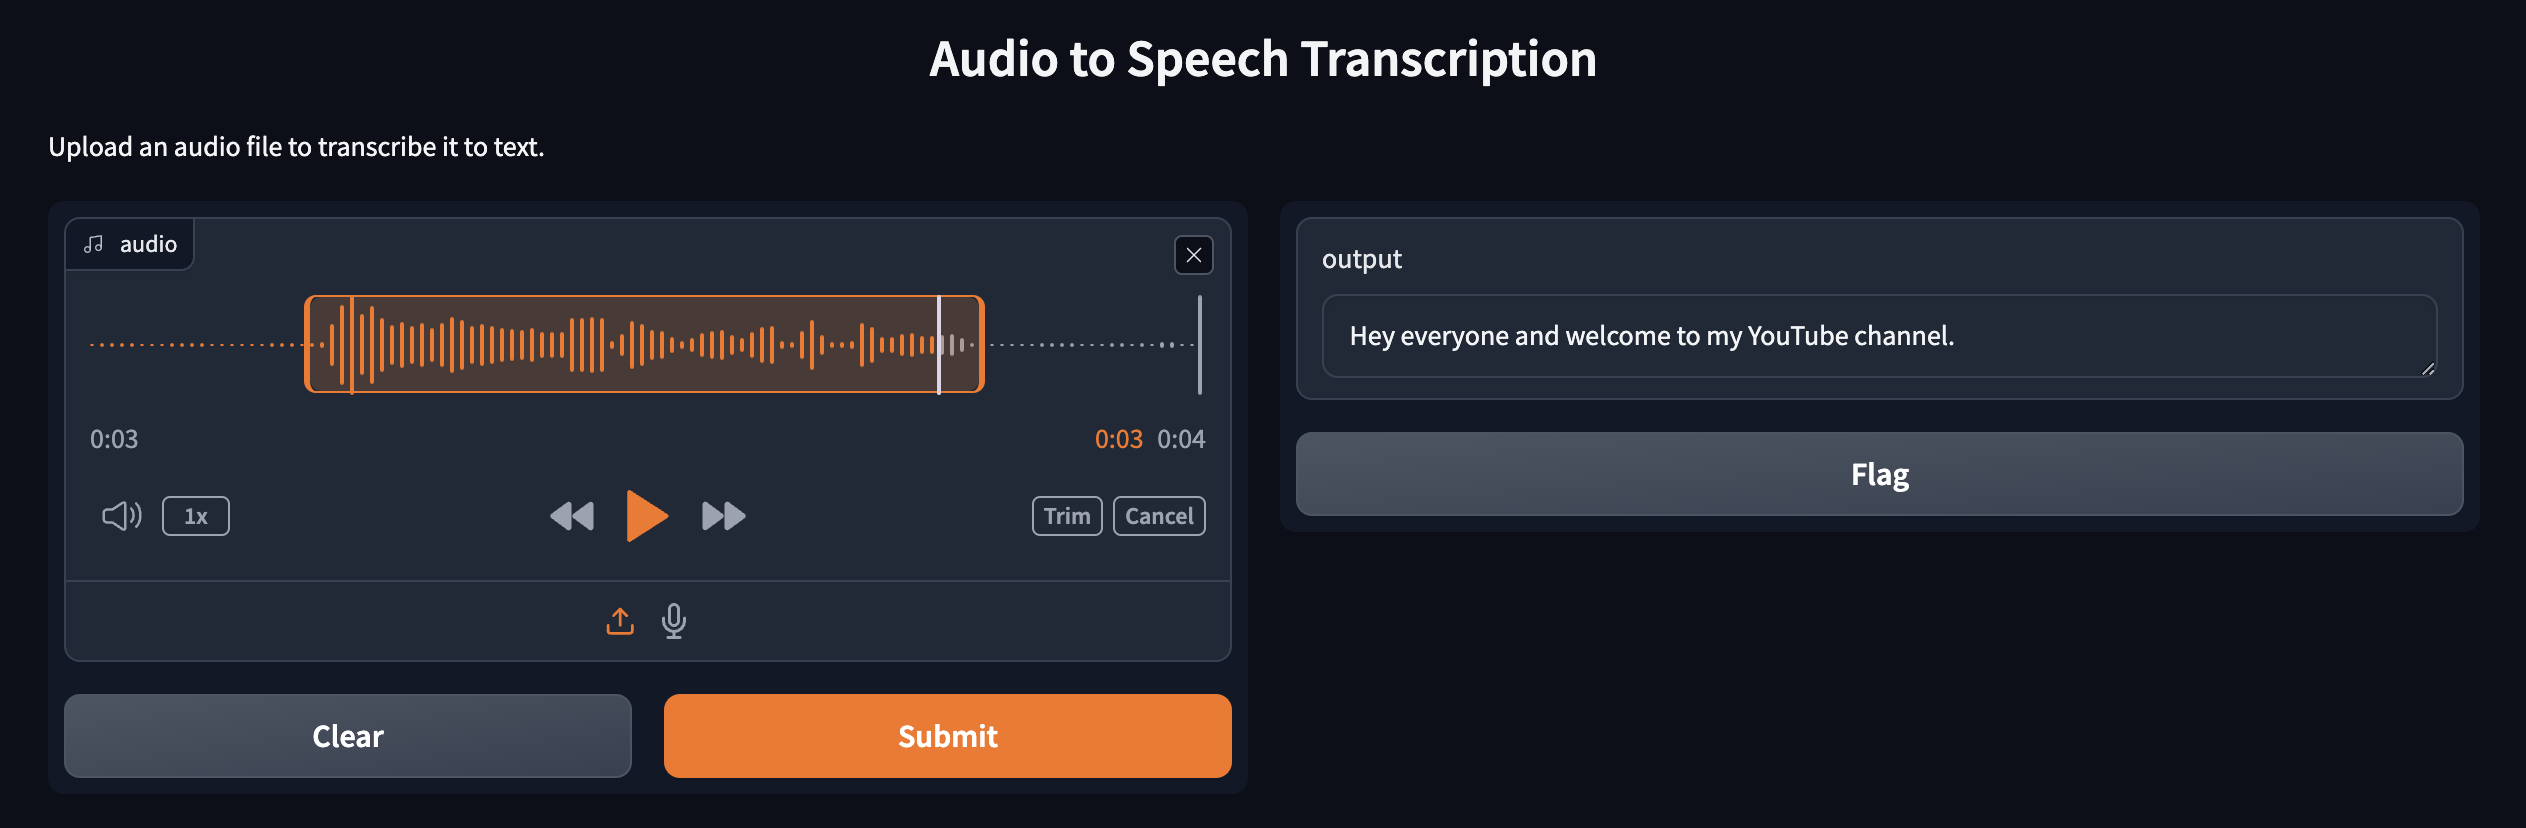 Audio to Speech Transcription
Upload an audio file to transcribe it to text.
audio
0:03
0:03 0:04
1x
Trim
Cancel
Clear
Submit
output
Hey everyone and welcome to my YouTube channel.
Flag